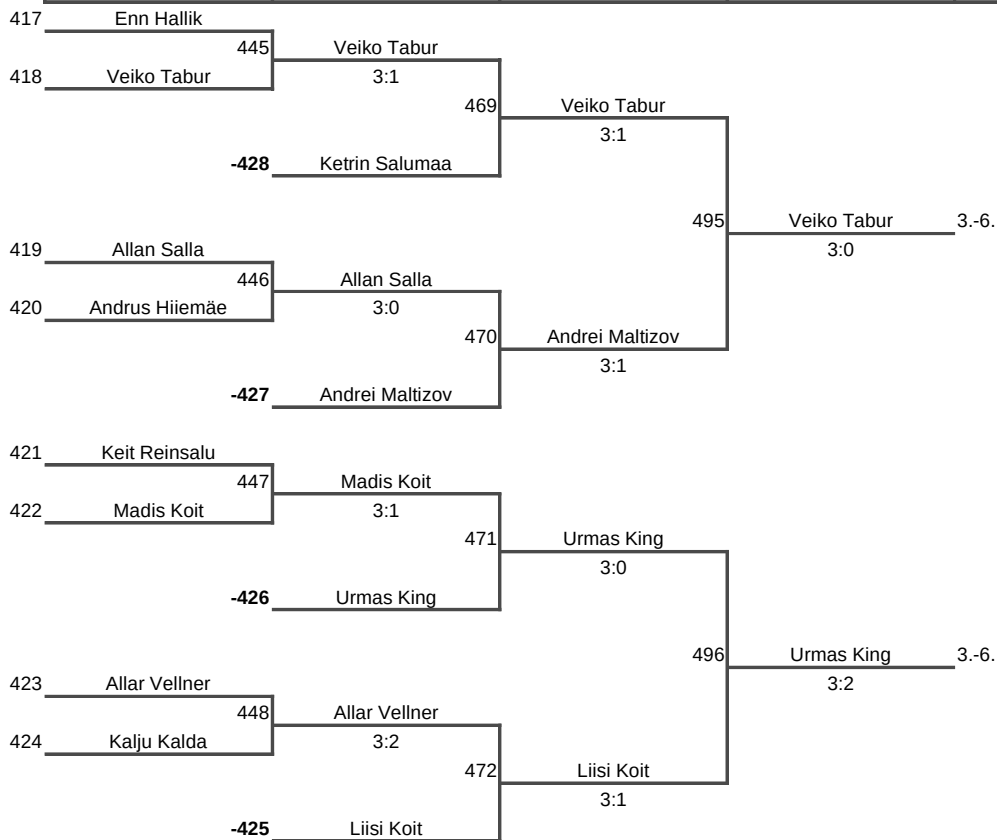 417 Enn Hallik
445 Veiko Tabur
418 Veiko Tabur 3:1
469 Veiko Tabur
3:1
-428 Ketrin Salumaa
495 Veiko Tabur 3.-6.
3:0
419 Allan Salla
446 Allan Salla
420 Andrus Hiiemäe 3:0
470 Andrei Maltizov
3:1
-427 Andrei Maltizov
421 Keit Reinsalu
447 Madis Koit
422 Madis Koit 3:1
471 Urmas King
3:0
-426 Urmas King
496 Urmas King 3.-6.
3:2
423 Allar Vellner
448 Allar Vellner
424 Kalju Kalda 3:2
472 Liisi Koit
3:1
-425 Liisi Koit